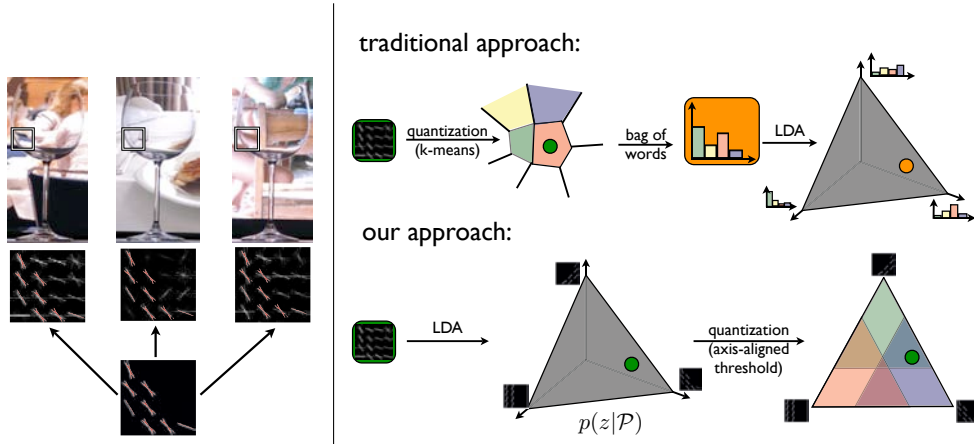 traditional approach:
quantization
(k-means)
bag of
words
LDA
our approach:
LDA
quantization
(axis-aligned
threshold)
p(z|𝒫)